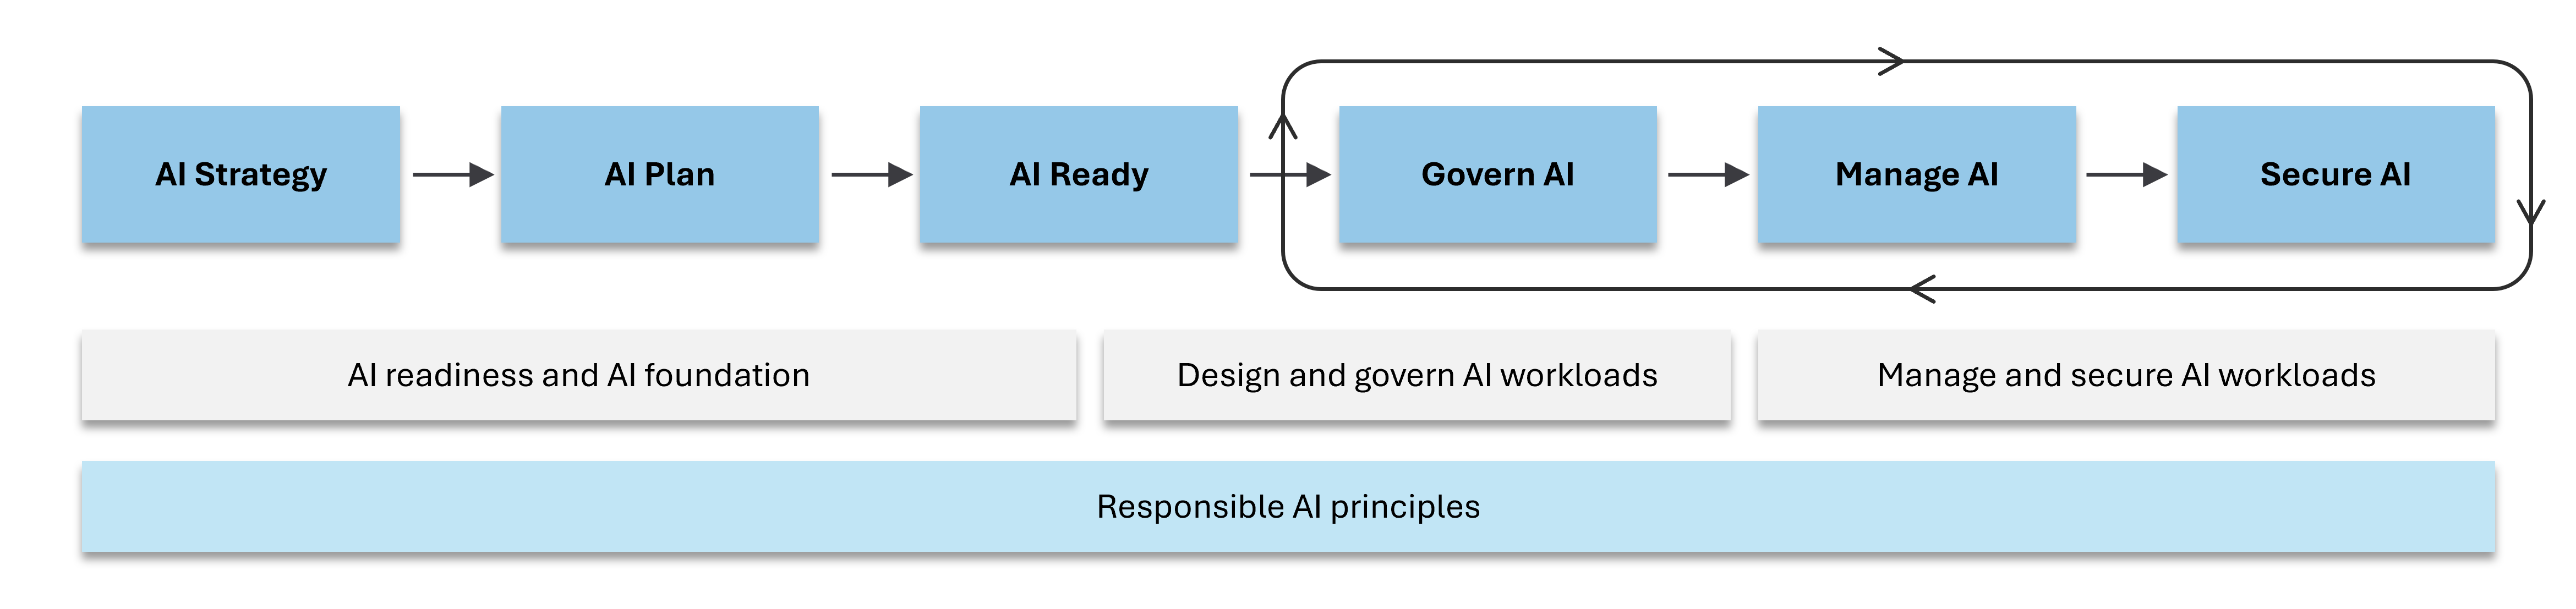 AI Strategy
AI Plan
AI Ready
Govern AI
Manage AI
Secure AI
AI readiness and AI foundation
Design and govern AI workloads
Manage and secure AI workloads
Responsible AI principles